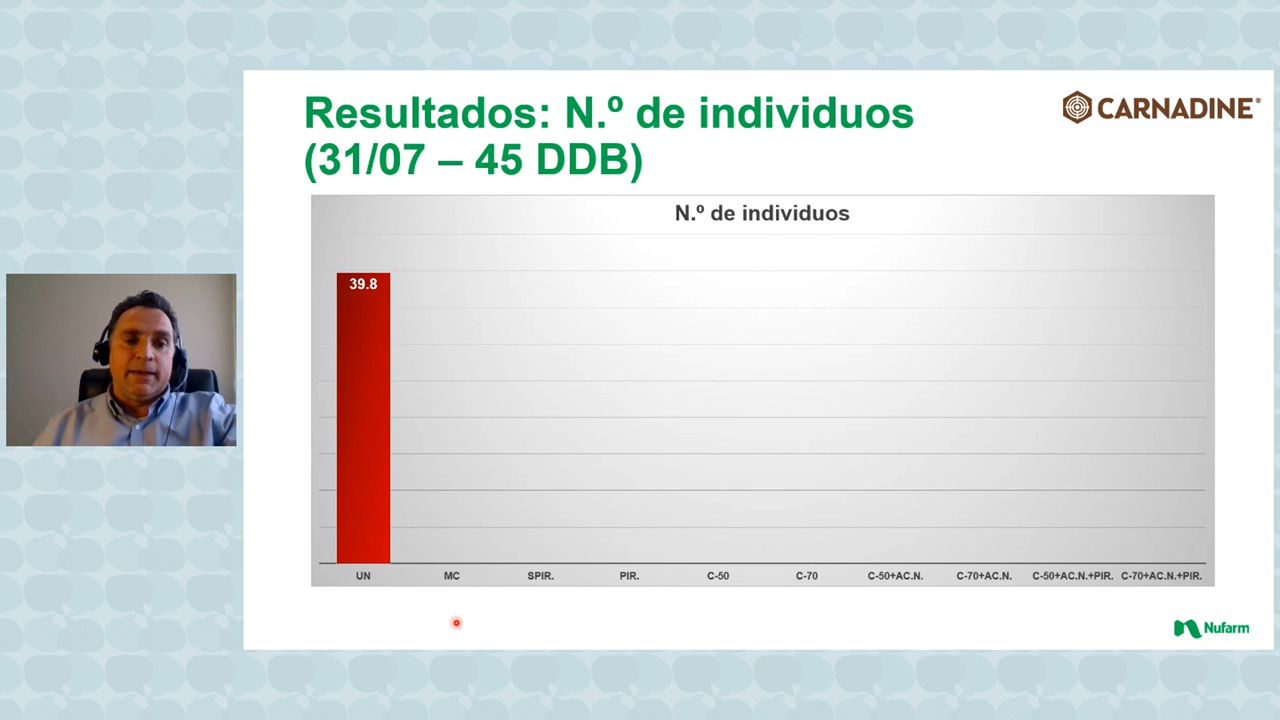 Resultados: N.º de individuos
(31/07 – 45 DDB)
CARNADINE®
N.º de individuos
39.8
UN
MC
SPIR.
PIR.
C-50
C-70
C-50+AC.N.
C-70+AC.N.
C-50+AC.N.+PIR.
C-70+AC.N.+PIR.
Nufarm